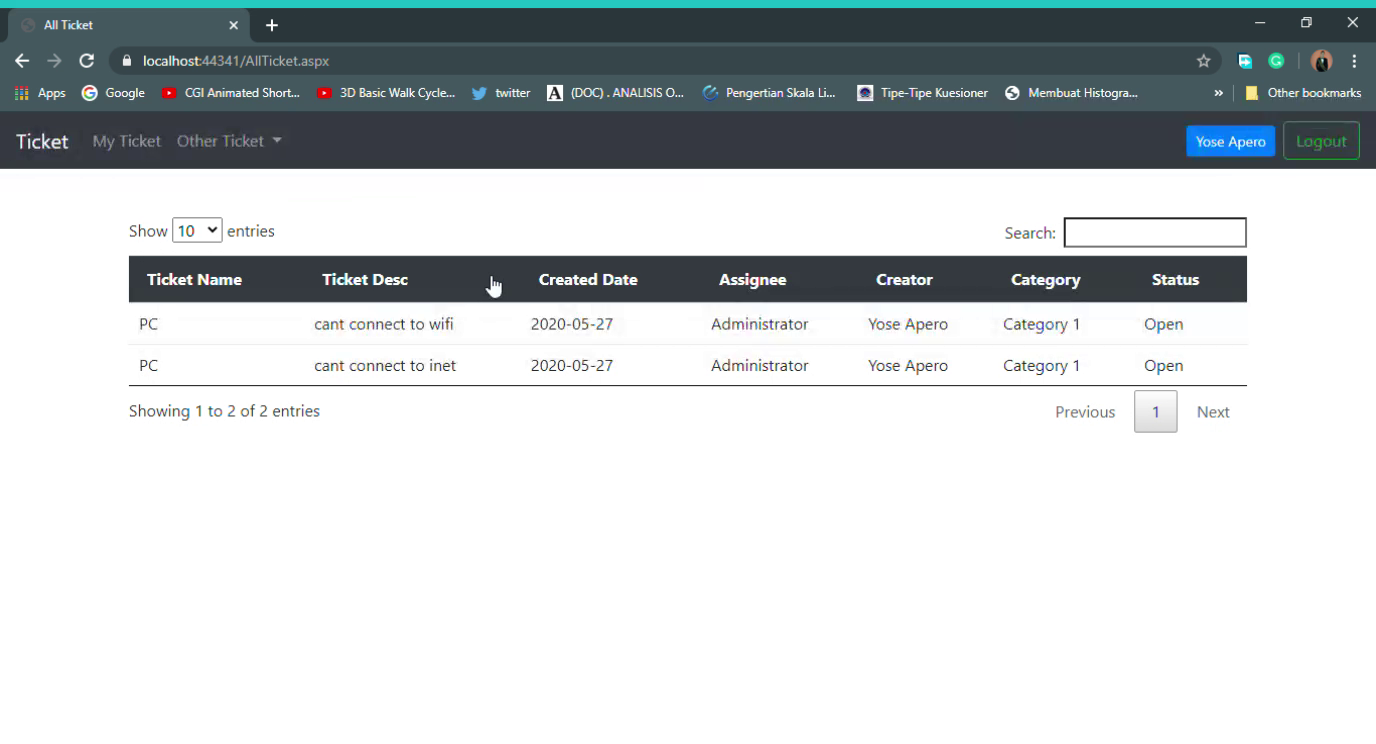 All Ticket
localhost:44341/AllTicket.aspx
Apps Google CGI Animated Short... 3D Basic Walk Cycle... twitter A (DOC) . ANALISIS O... Pengertian Skala Li... Tipe-Tipe Kuesioner Membuat Histogra... » Other bookmarks
Ticket My Ticket Other Ticket Yose Apero Logout
Show 10 entries Search:
Ticket Name Ticket Desc Created Date Assignee Creator Category Status
PC cant connect to wifi 2020-05-27 Administrator Yose Apero Category 1 Open
PC cant connect to inet 2020-05-27 Administrator Yose Apero Category 1 Open
Showing 1 to 2 of 2 entries Previous 1 Next